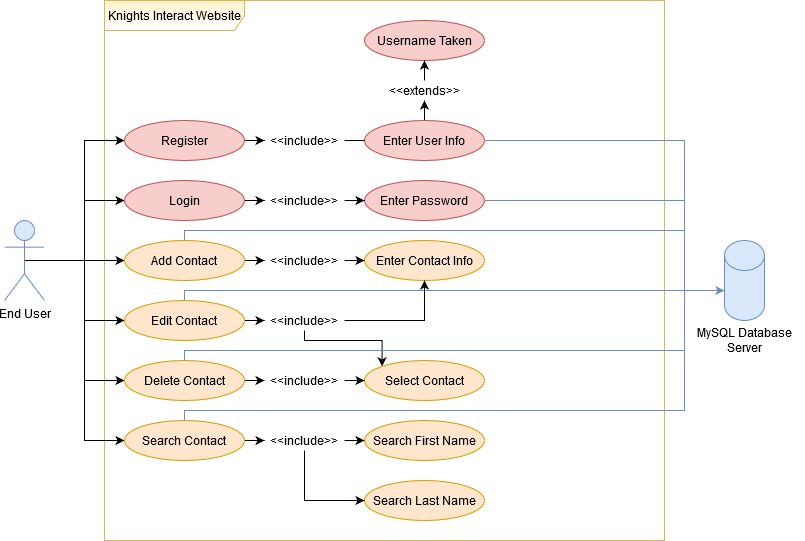 Knights Interact Website
Username Taken
<<extends>>
Register
<<include>>
Enter User Info
Login
<<include>>
Enter Password
Add Contact
<<include>>
Enter Contact Info
End User
Edit Contact
<<include>>
MySQL Database
Server
Delete Contact
<<include>>
Select Contact
Search Contact
<<include>>
Search First Name
Search Last Name